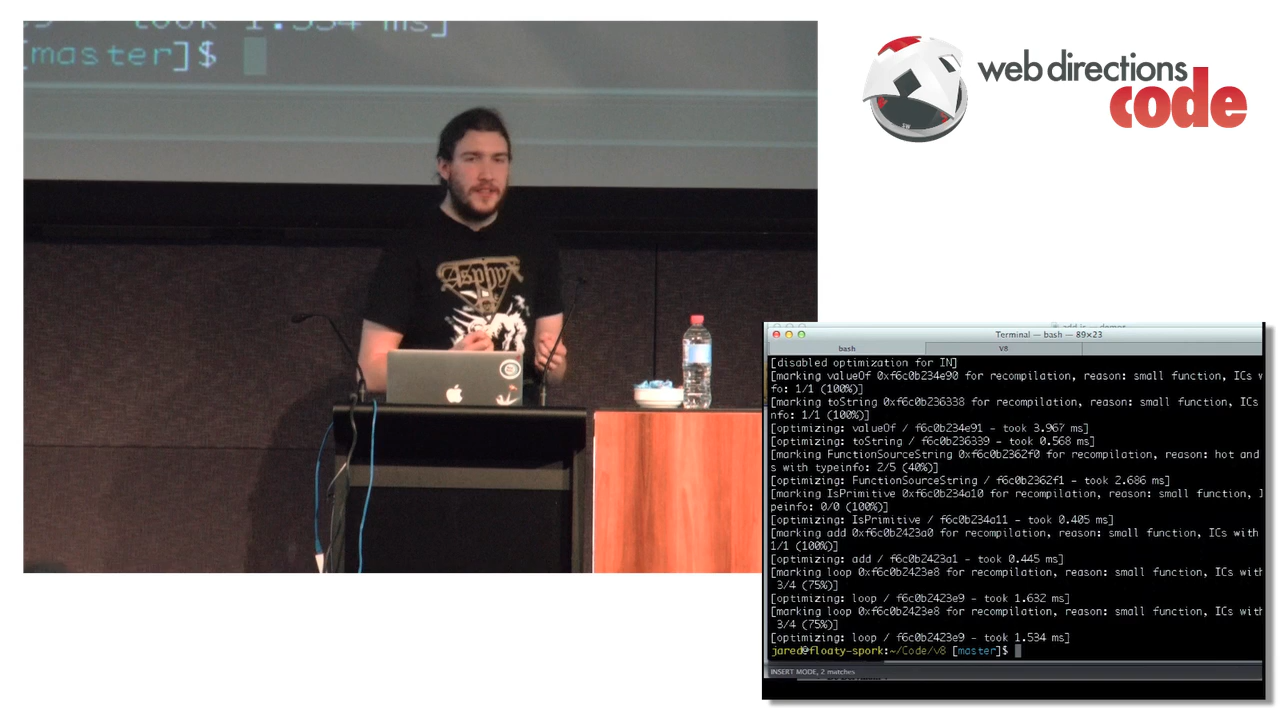 took 1.534 ms]
[master]$
Asphyx
web directions
code
Terminal — bash — 89×23
bash
V8
[disabled optimization for IN]
[marking valueOf 0xf6c0b234e90 for recompilation, reason: small function, ICs w
fo: 1/1 (100%)]
[marking toString 0xf6c0b236338 for recompilation, reason: small function, ICs
nfo: 1/1 (100%)]
[optimizing: valueOf / f6c0b234e91 - took 3.967 ms]
[optimizing: toString / f6c0b236339 - took 0.568 ms]
[marking FunctionSourceString 0xf6c0b2362f0 for recompilation, reason: hot and
s with typeinfo: 2/5 (40%)]
[optimizing: FunctionSourceString / f6c0b2362f1 - took 2.686 ms]
[marking IsPrimitive 0xf6c0b234a10 for recompilation, reason: small function, I
peinfo: 0/0 (100%)]
[optimizing: IsPrimitive / f6c0b234a11 - took 0.405 ms]
[marking add 0xf6c0b2423a0 for recompilation, reason: small function, ICs with
1/1 (100%)]
[optimizing: add / f6c0b2423a1 - took 0.445 ms]
[marking loop 0xf6c0b2423e8 for recompilation, reason: small function, ICs with
3/4 (75%)]
[optimizing: loop / f6c0b2423e9 - took 1.632 ms]
[marking loop 0xf6c0b2423e8 for recompilation, reason: small function, ICs with
3/4 (75%)]
[optimizing: loop / f6c0b2423e9 - took 1.534 ms]
jared@floaty-spork:~/Code/v8 [master]$
INSERT MODE, 2 matches